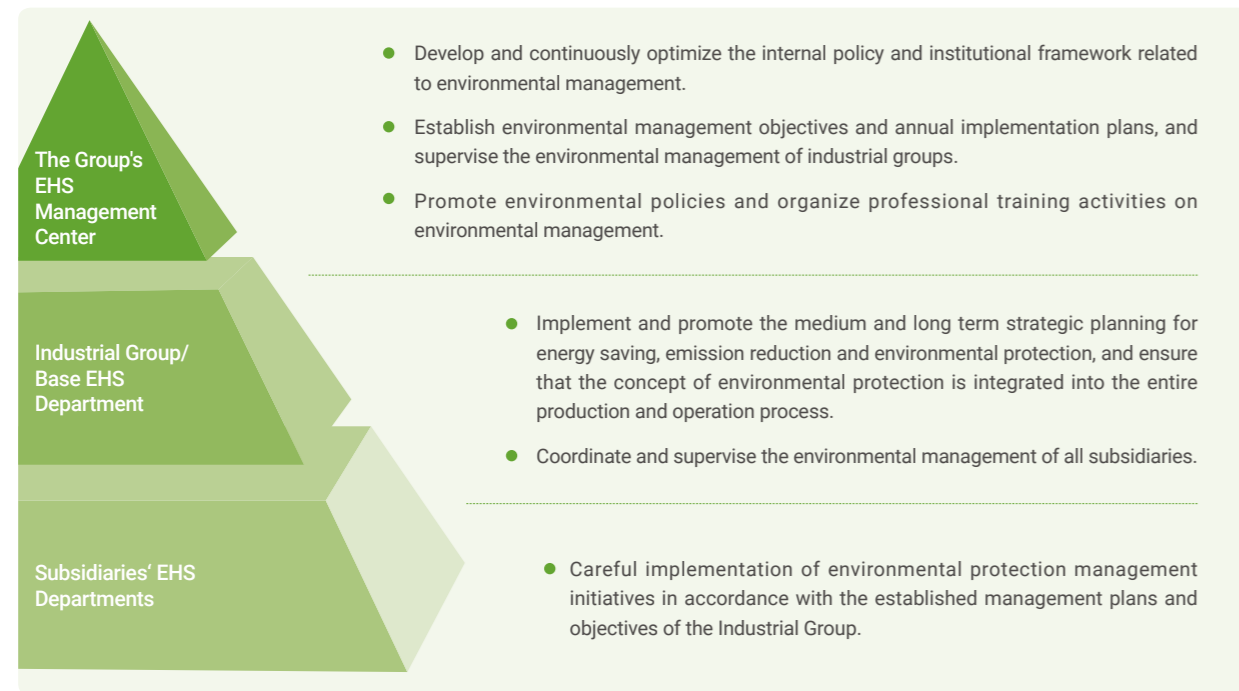 The Group's
EHS
Management
Center
Develop and continuously optimize the internal policy and institutional framework related
to environmental management.
Establish environmental management objectives and annual implementation plans, and
supervise the environmental management of industrial groups.
Promote environmental policies and organize professional training activities on
environmental management.
Industrial Group/
Base EHS
Department
Implement and promote the medium and long term strategic planning for
energy saving, emission reduction and environmental protection, and ensure
that the concept of environmental protection is integrated into the entire
production and operation process.
Coordinate and supervise the environmental management of all subsidiaries.
Subsidiaries‘ EHS
Departments
Careful implementation of environmental protection management
initiatives in accordance with the established management plans and
objectives of the Industrial Group.